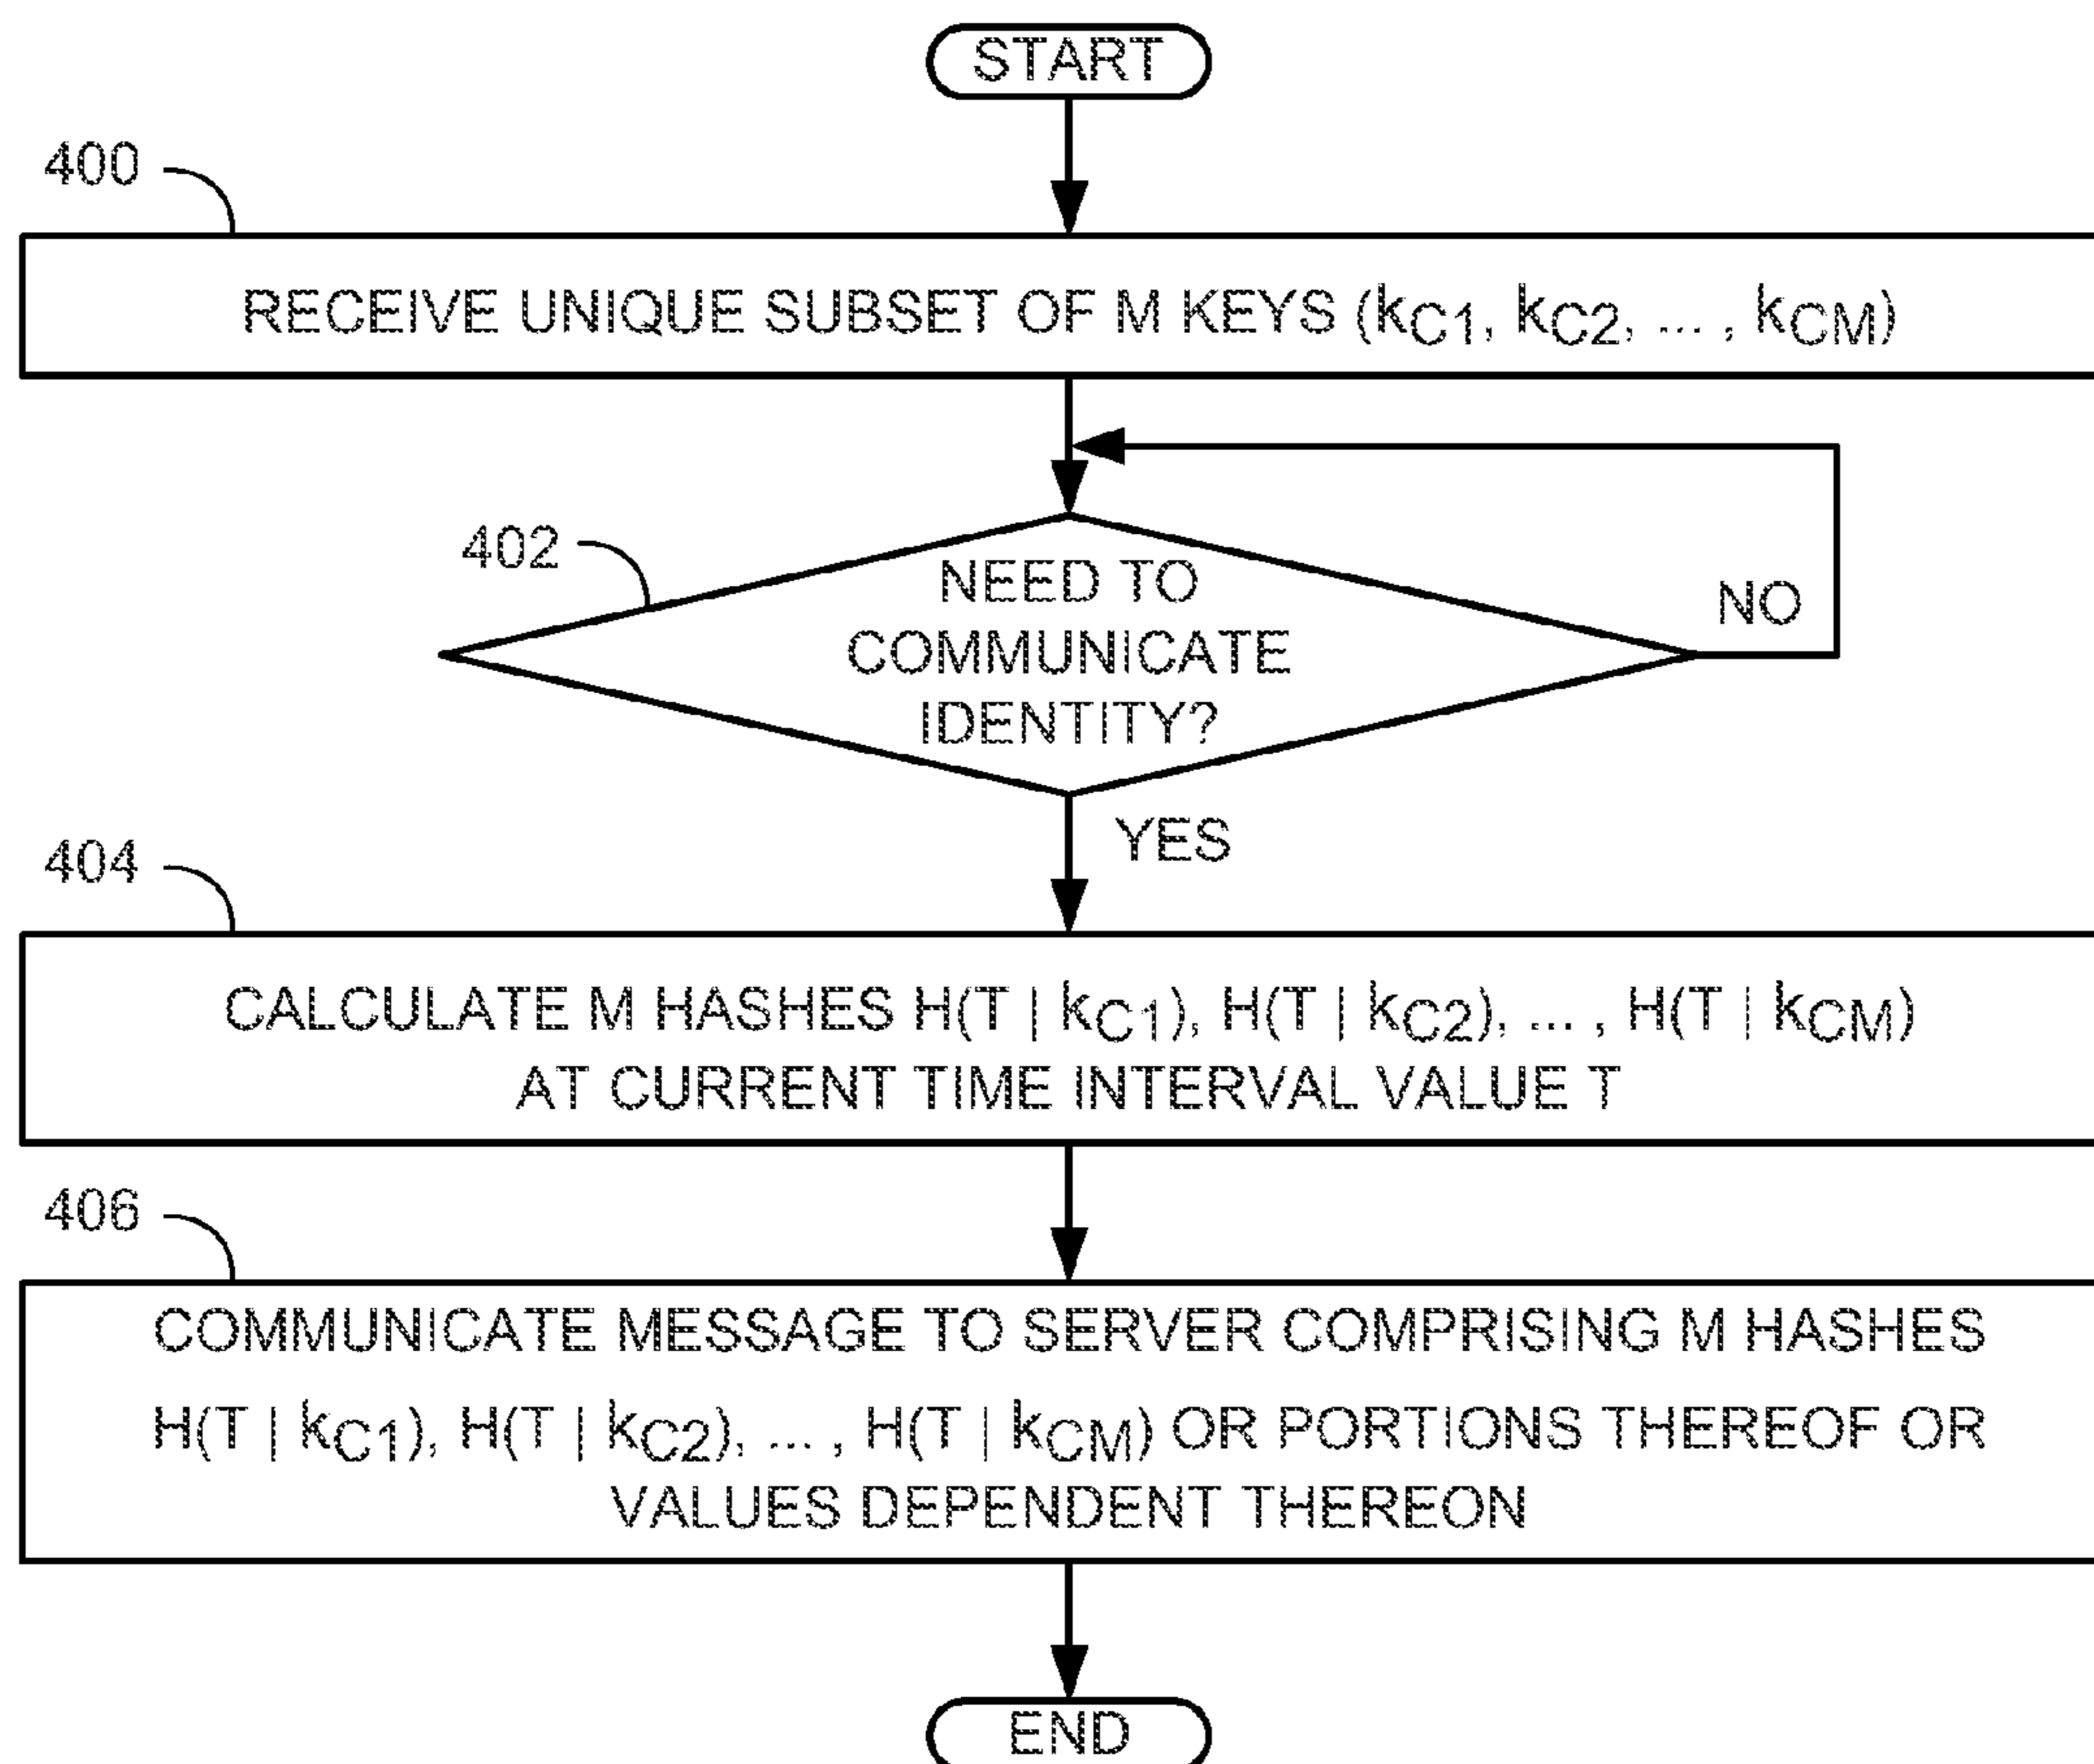 START
400
RECEIVE UNIQUE SUBSET OF M KEYS (kC1, kC2, ... , kCM)
402
NEED TO
COMMUNICATE
IDENTITY?
NO
YES
404
CALCULATE M HASHES H(T | kC1), H(T | kC2), ... , H(T | kCM)
AT CURRENT TIME INTERVAL VALUE T
406
COMMUNICATE MESSAGE TO SERVER COMPRISING M HASHES
H(T | kC1), H(T | kC2), ... , H(T | kCM) OR PORTIONS THEREOF OR
VALUES DEPENDENT THEREON
END